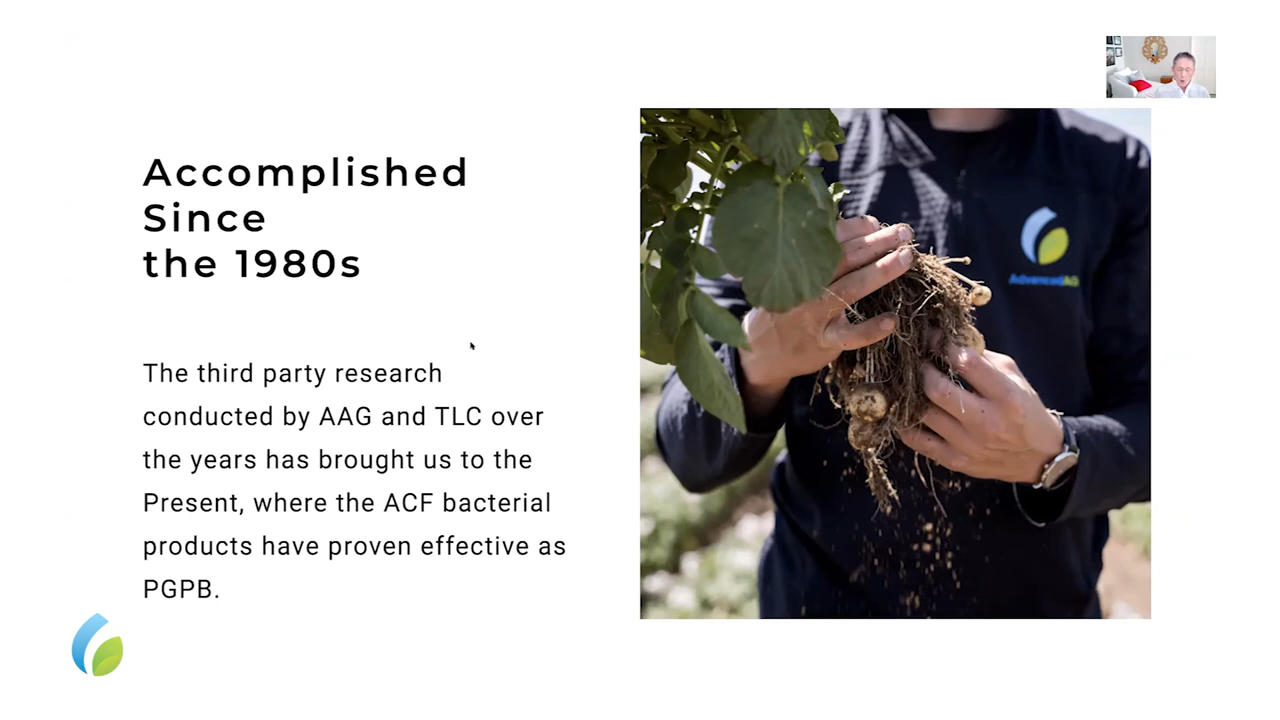 Accomplished
Since
the 1980s
The third party research
conducted by AAG and TLC over
the years has brought us to the
Present, where the ACF bacterial
products have proven effective as
PGPB.
AdvancedAG